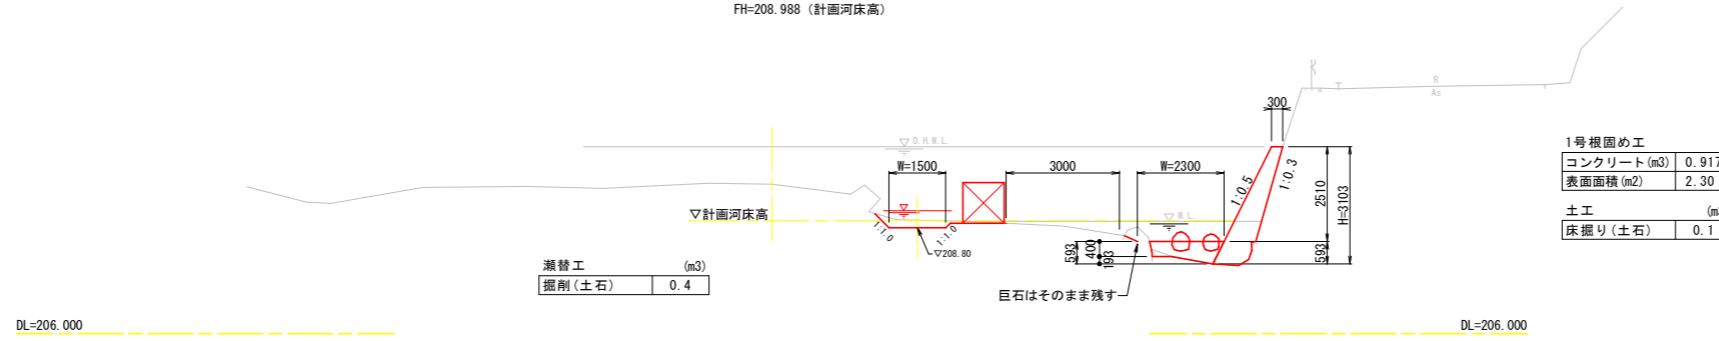 FH=208.988 (計画河床高)
R
As
300
D.H.W.L.
1号根固め工
コンクリート(m3) 0.917
表面面積(m2) 2.30
W=1500
3000
W=2300
1:0.5
1:0.3
2510
H=3103
土工 (m
床掘り(土石) 0.1
▽計画河床高
W.L.
1:1.0
1:1.0
▽208.80
593
400
193
593
瀬替工 (m3)
掘削(土石) 0.4
巨石はそのまま残す
DL=206.000
DL=206.000